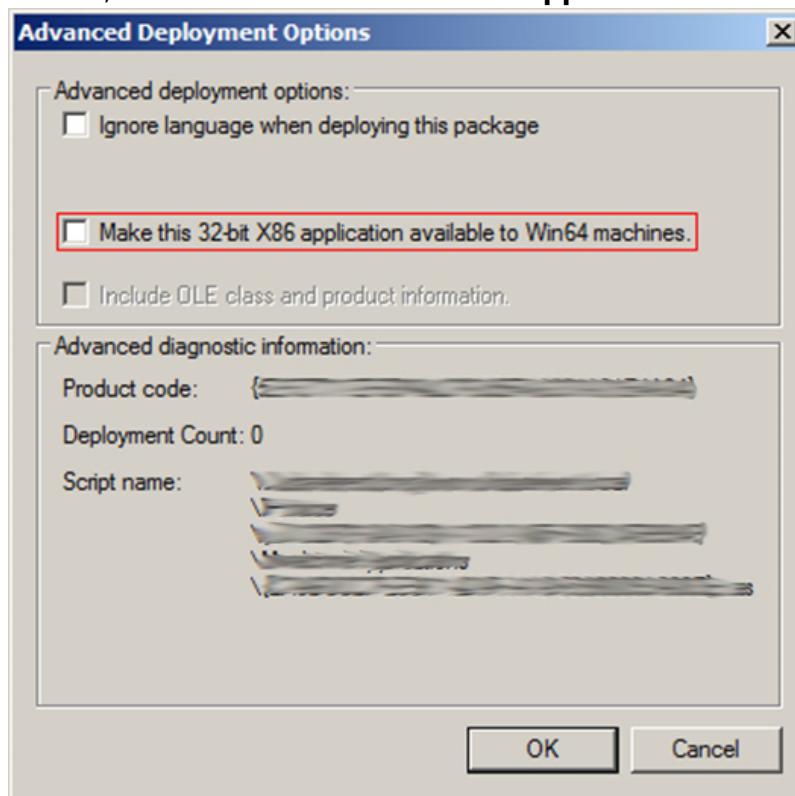 Advanced Deployment Options
Advanced deployment options:
Ignore language when deploying this package
Make this 32-bit X86 application available to Win64 machines.
Include OLE class and product information.
Advanced diagnostic information:
Product code: {
Deployment Count: 0
Script name: \
\
\
\
\
OK Cancel